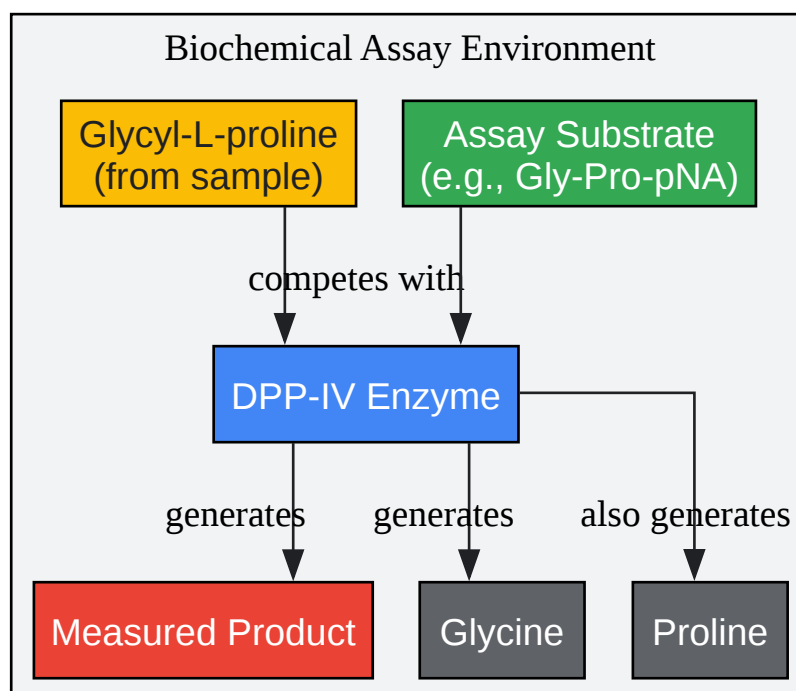 Biochemical Assay Environment
Glycyl-L-proline
(from sample)
Assay Substrate
(e.g., Gly-Pro-pNA)
competes with
DPP-IV Enzyme
generates
generates
also generates
Measured Product
Glycine
Proline